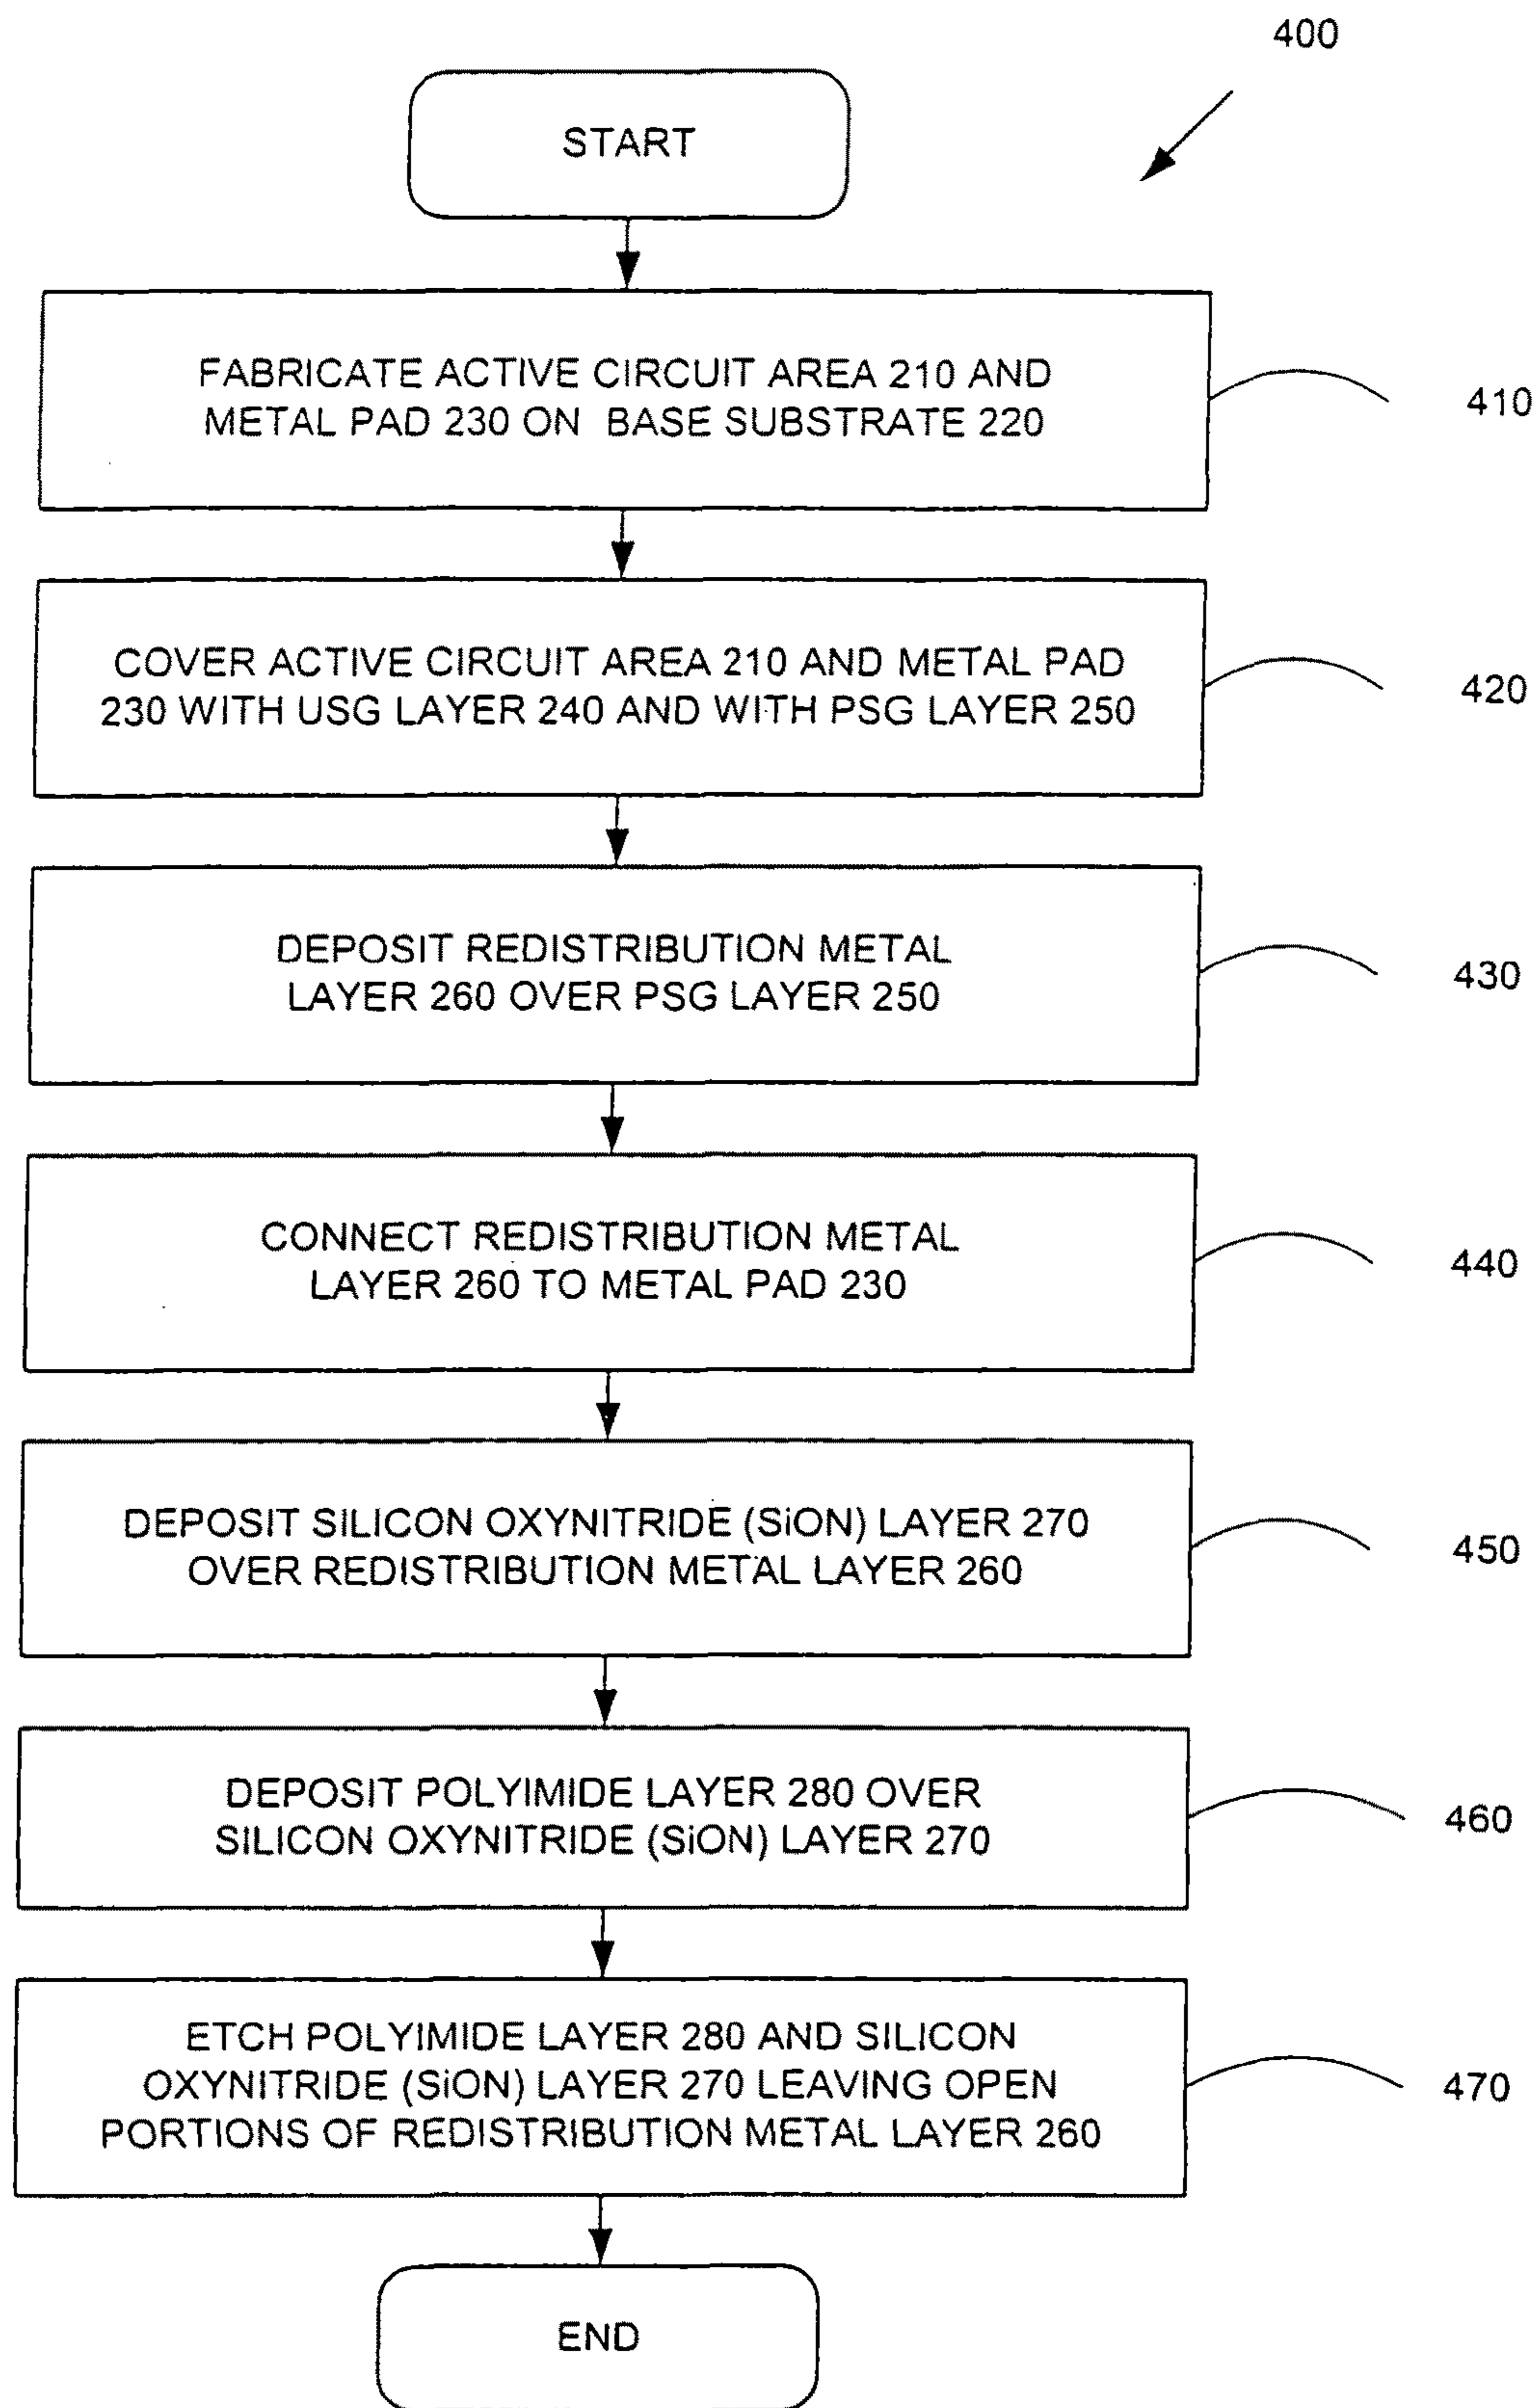 400
START
FABRICATE ACTIVE CIRCUIT AREA 210 AND
METAL PAD 230 ON BASE SUBSTRATE 220
410
COVER ACTIVE CIRCUIT AREA 210 AND METAL PAD
230 WITH USG LAYER 240 AND WITH PSG LAYER 250
420
DEPOSIT REDISTRIBUTION METAL
LAYER 260 OVER PSG LAYER 250
430
CONNECT REDISTRIBUTION METAL
LAYER 260 TO METAL PAD 230
440
DEPOSIT SILICON OXYNITRIDE (SiON) LAYER 270
OVER REDISTRIBUTION METAL LAYER 260
450
DEPOSIT POLYIMIDE LAYER 280 OVER
SILICON OXYNITRIDE (SiON) LAYER 270
460
ETCH POLYIMIDE LAYER 280 AND SILICON
OXYNITRIDE (SiON) LAYER 270 LEAVING OPEN
PORTIONS OF REDISTRIBUTION METAL LAYER 260
470
END